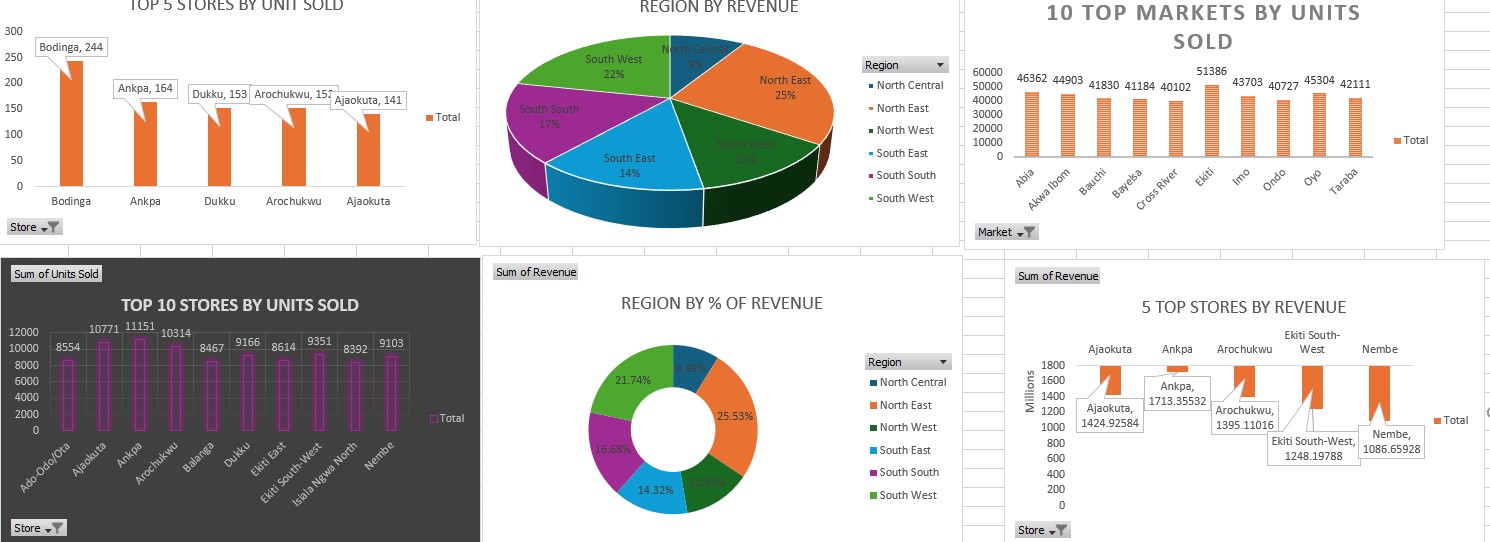 TOP 5 STORES BY UNIT SOLD
300
250
200
150
100
50
0
Bodinga, 244
Ankpa, 164
Dukku, 153
Arochukwu,
Ajaokuta, 141
Total
Bodinga
Ankpa
Dukku
Arochukwu
Ajaokuta
Store
REGION BY REVENUE
North Central
9%
North East
25%
North West
South East
14%
South South
17%
South West
22%
Region
North Central
North East
North West
South East
South South
South West
10 TOP MARKETS BY UNITS
SOLD
60000
50000
40000
30000
20000
10000
0
46362
44903
41830
41184
40102
51386
43703
40727
45304
42111
Total
Abia
Akwa Ibom
Bauchi
Bayelsa
Cross River
Ekiti
Imo
Ondo
Oyo
Taraba
Market
Sum of Units Sold
TOP 10 STORES BY UNITS SOLD
12000
10000
8000
6000
4000
2000
0
8554
10771
11151
10314
8467
9166
8614
9351
8392
9103
Total
Ado-Odo/Ota
Ajaokuta
Ankpa
Arochukwu
Balanga
Dukku
Ekiti East
Ekiti South-West
Isiala Ngwa North
Nembe
Store
Sum of Revenue
REGION BY % OF REVENUE
25.53%
14.32%
16.68%
21.74%
Region
North Central
North East
North West
South East
South South
South West
Sum of Revenue
5 TOP STORES BY REVENUE
Ajaokuta
Ankpa
Arochukwu
Ekiti South-
West
Nembe
Millions
1800
1600
1400
1200
1000
800
600
400
200
0
Ajaokuta,
1424.92584
Ankpa,
1713.35532
Arochukwu,
1395.11016
Ekiti South-West,
1248.19788
Nembe,
1086.65928
Total
Store